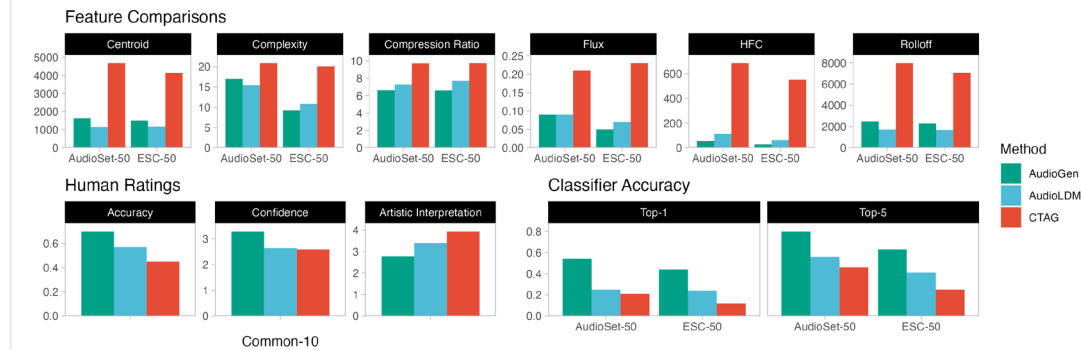 Feature Comparisons
Centroid Complexity Compression Ratio Flux HFC Rolloff
5000 4000 3000 2000 1000 0
20 15 10 5 0
10 8 6 4 2 0
0.25 0.20 0.15 0.10 0.05 0.00
600 400 200 0
8000 6000 4000 2000 0
AudioSet-50 ESC-50 AudioSet-50 ESC-50 AudioSet-50 ESC-50 AudioSet-50 ESC-50 AudioSet-50 ESC-50 AudioSet-50 ESC-50
Method
AudioGen
AudioLDM
CTAG
Human Ratings
Accuracy Confidence Artistic Interpretation
0.6 0.4 0.2 0.0
3 2 1 0
4 3 2 1 0
Common-10
Classifier Accuracy
Top-1 Top-5
0.8 0.6 0.4 0.2 0.0
AudioSet-50 ESC-50 AudioSet-50 ESC-50